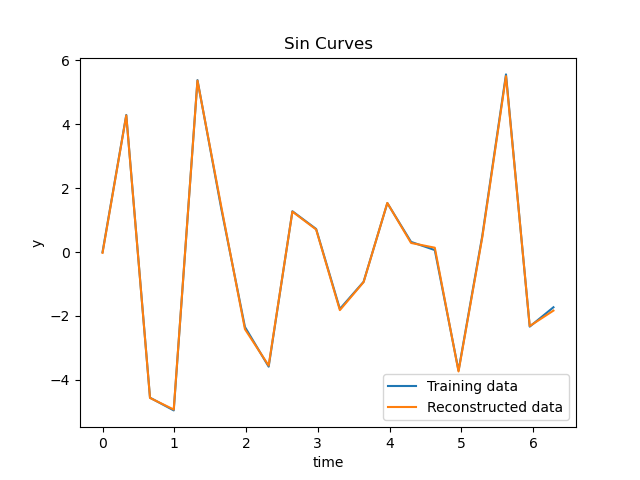 Sin Curves
6
4
2
0
−2
−4
y
0 1 2 3 4 5 6
time
Training data
Reconstructed data